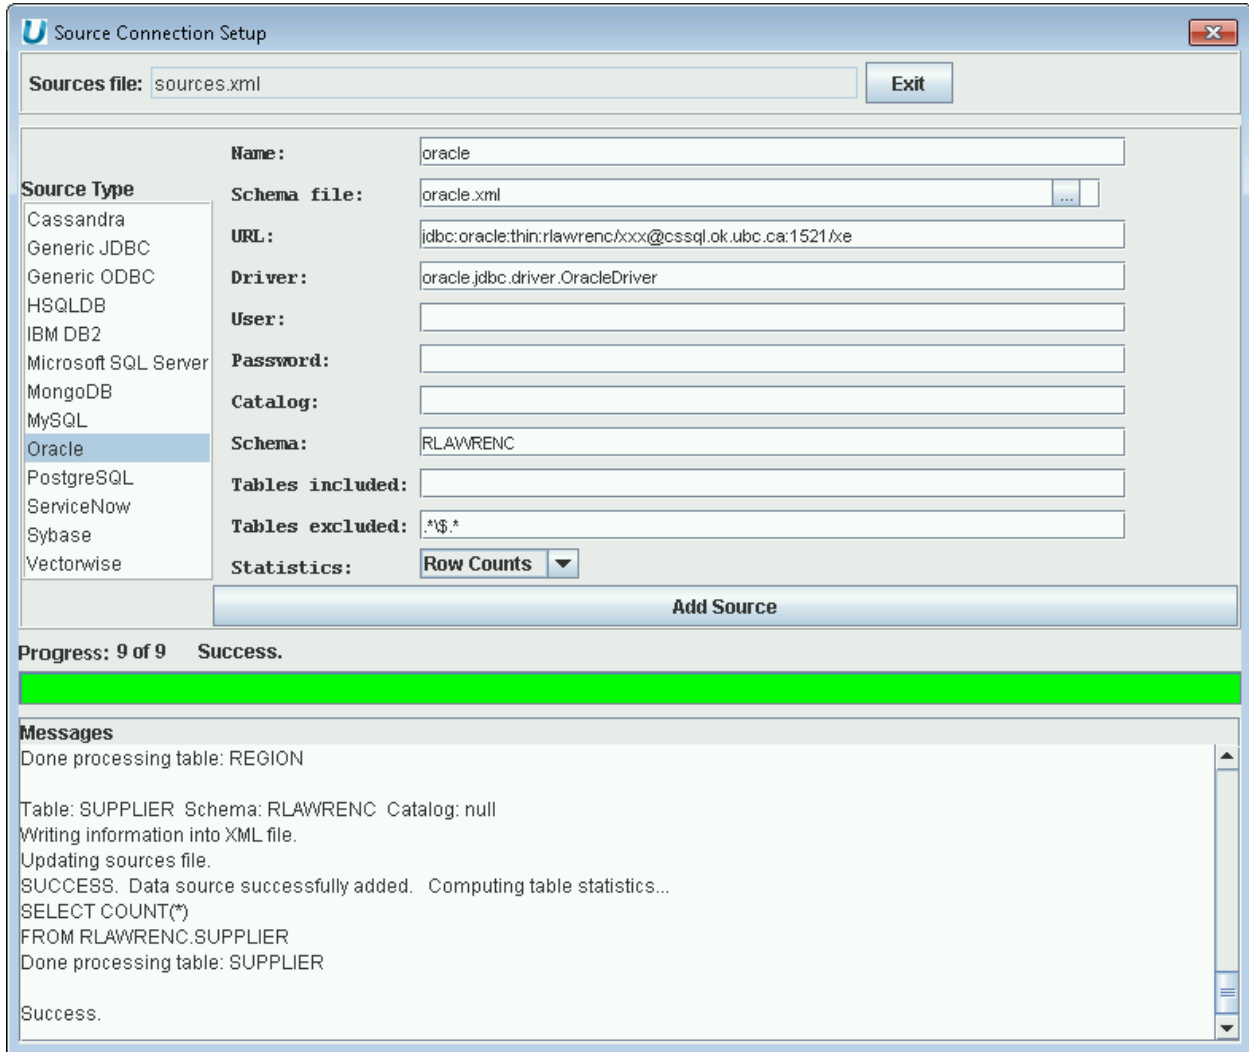 Source Connection Setup
Sources file: sources.xml Exit
Source Type
Cassandra
Generic JDBC
Generic ODBC
HSQLDB
IBM DB2
Microsoft SQL Server
MongoDB
MySQL
Oracle
PostgreSQL
ServiceNow
Sybase
Vectorwise
Name: oracle
Schema file: oracle.xml ...
URL: jdbc:oracle:thin:rlawrenc/xxx@cssql.ok.ubc.ca:1521/xe
Driver: oracle.jdbc.driver.OracleDriver
User:
Password:
Catalog:
Schema: RLAWRENC
Tables included:
Tables excluded: .*\$.*
Statistics: Row Counts
Add Source
Progress: 9 of 9 Success.
Messages
Done processing table: REGION
Table: SUPPLIER Schema: RLAWRENC Catalog: null
Writing information into XML file.
Updating sources file.
SUCCESS. Data source successfully added. Computing table statistics...
SELECT COUNT(*)
FROM RLAWRENC.SUPPLIER
Done processing table: SUPPLIER
Success.